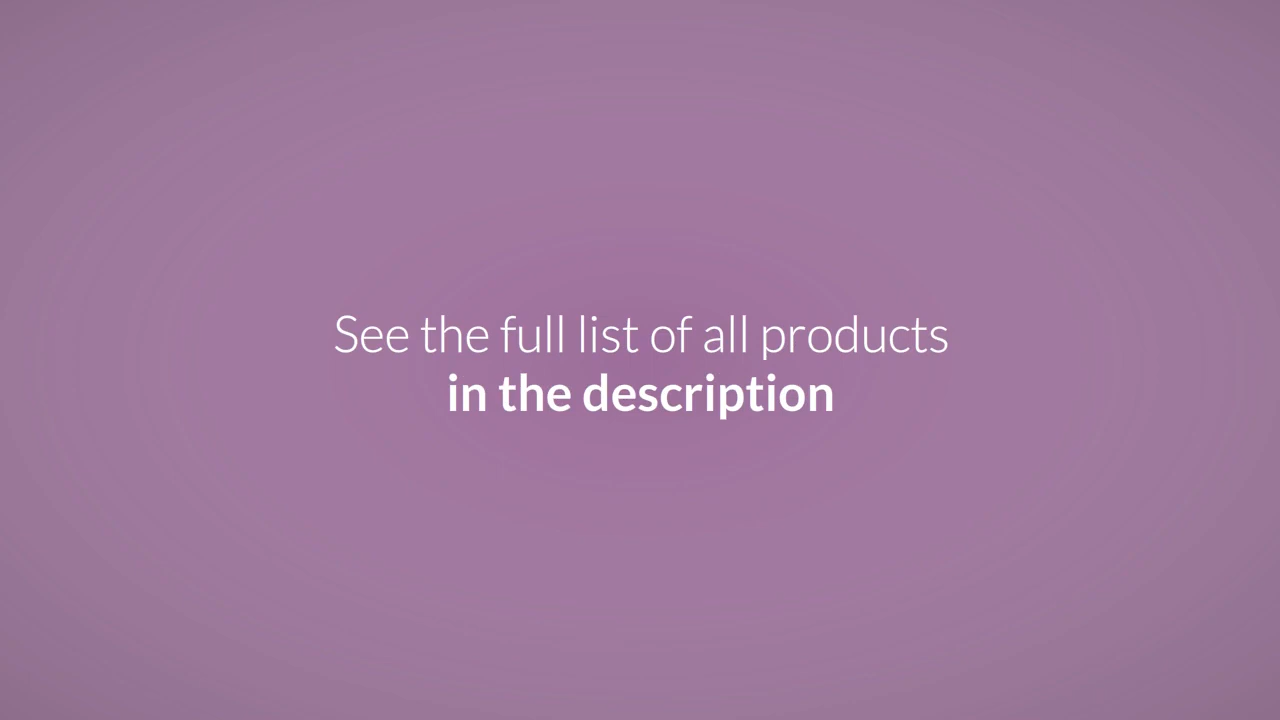 See the full list of all products
in the description